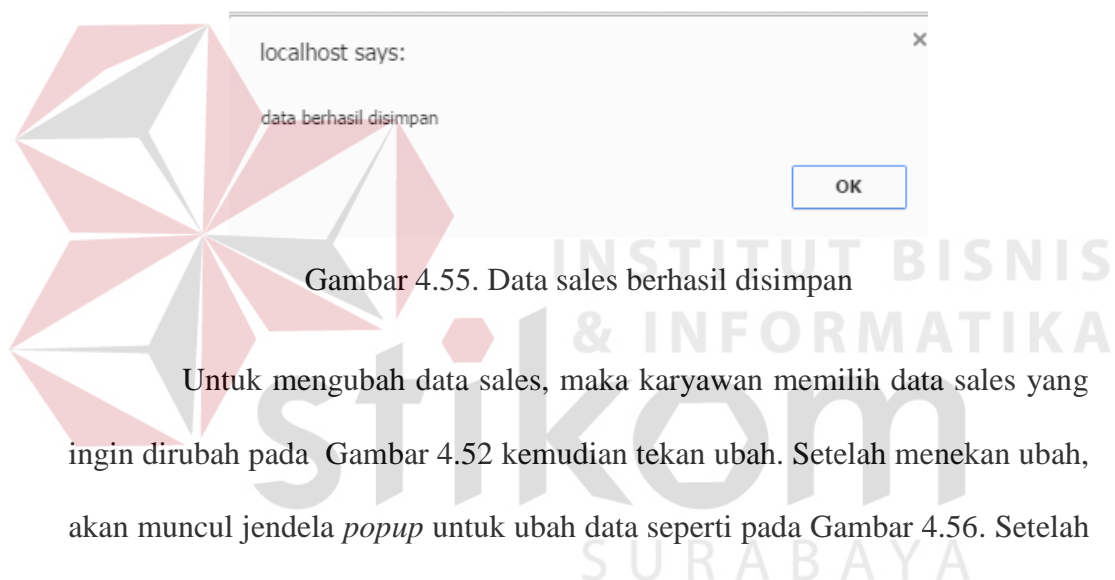 localhost says:
×
data berhasil disimpan
OK
INSTITUT BISNIS
Gambar 4.55. Data sales berhasil disimpan
& INFORMATIKA
Untuk mengubah data sales, maka karyawan memilih data sales yang
stikom
ingin dirubah pada Gambar 4.52 kemudian tekan ubah. Setelah menekan ubah,
akan muncul jendela popup untuk ubah data seperti pada Gambar 4.56. Setelah
SURABAYA